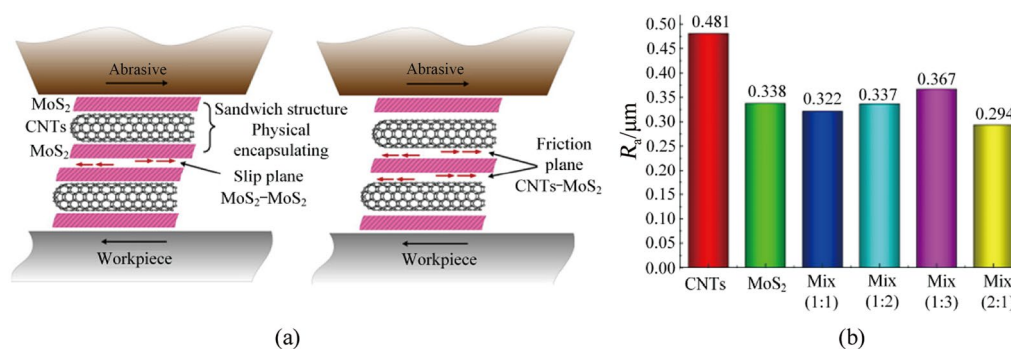 Abrasive
MoS2
CNTs
MoS2
Sandwich structure
Physical
encapsulating
Slip plane
MoS2–MoS2
Workpiece
Abrasive
Friction
plane
CNTs–MoS2
Workpiece
(a)
Ra/μm
0.50
0.45
0.40
0.35
0.30
0.25
0.20
0.15
0.10
0.05
0.00
0.481
0.338
0.322
0.337
0.367
0.294
CNTs
MoS2
Mix
(1:1)
Mix
(1:2)
Mix
(1:3)
Mix
(2:1)
(b)